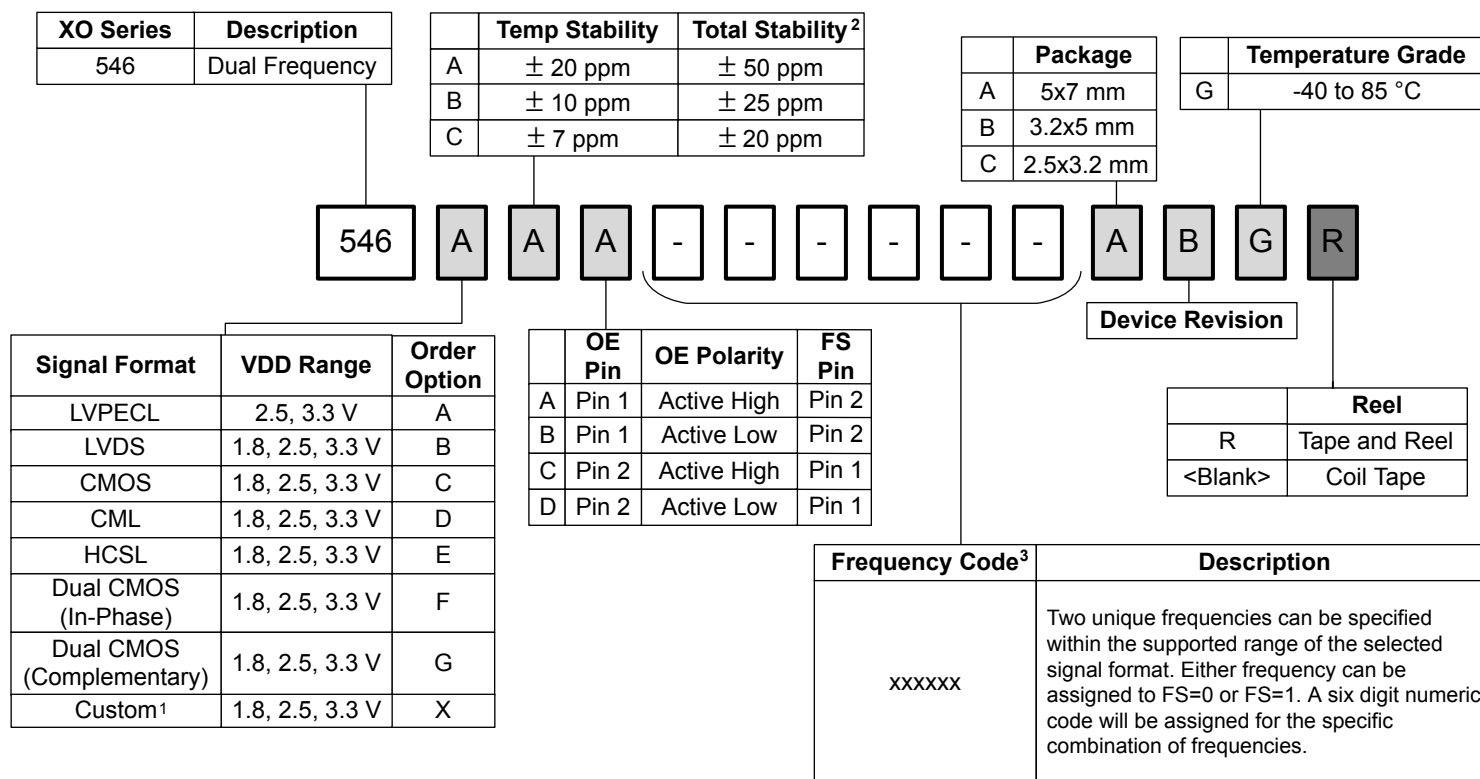 XO Series Description
546 Dual Frequency
Temp Stability Total Stability²
A ± 20 ppm ± 50 ppm
B ± 10 ppm ± 25 ppm
C ± 7 ppm ± 20 ppm
Package
A 5x7 mm
B 3.2x5 mm
C 2.5x3.2 mm
Temperature Grade
G -40 to 85 °C
546 A A A - - - - - - A B G R
Device Revision
Signal Format VDD Range Order
Option
LVPECL 2.5, 3.3 V A
LVDS 1.8, 2.5, 3.3 V B
CMOS 1.8, 2.5, 3.3 V C
CML 1.8, 2.5, 3.3 V D
HCSL 1.8, 2.5, 3.3 V E
Dual CMOS
(In-Phase) 1.8, 2.5, 3.3 V F
Dual CMOS
(Complementary) 1.8, 2.5, 3.3 V G
Custom¹ 1.8, 2.5, 3.3 V X
OE
Pin OE Polarity FS
Pin
A Pin 1 Active High Pin 2
B Pin 1 Active Low Pin 2
C Pin 2 Active High Pin 1
D Pin 2 Active Low Pin 1
Reel
R Tape and Reel
<Blank> Coil Tape
Frequency Code³ Description
xxxxxx
Two unique frequencies can be specified
within the supported range of the selected
signal format. Either frequency can be
assigned to FS=0 or FS=1. A six digit numeric
code will be assigned for the specific
combination of frequencies.